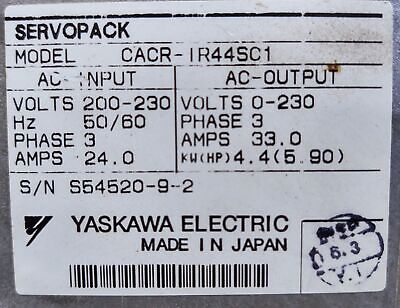 SERVOPACK
MODEL CACR-IR44SC1
AC-INPUT AC-OUTPUT
VOLTS 200-230 VOLTS 0-230
Hz 50/60 PHASE 3
PHASE 3 AMPS 33.0
AMPS 24.0 KW(HP) 4.4(5.90)
S/N S54520-9-2
YASKAWA ELECTRIC
MADE IN JAPAN
6.3